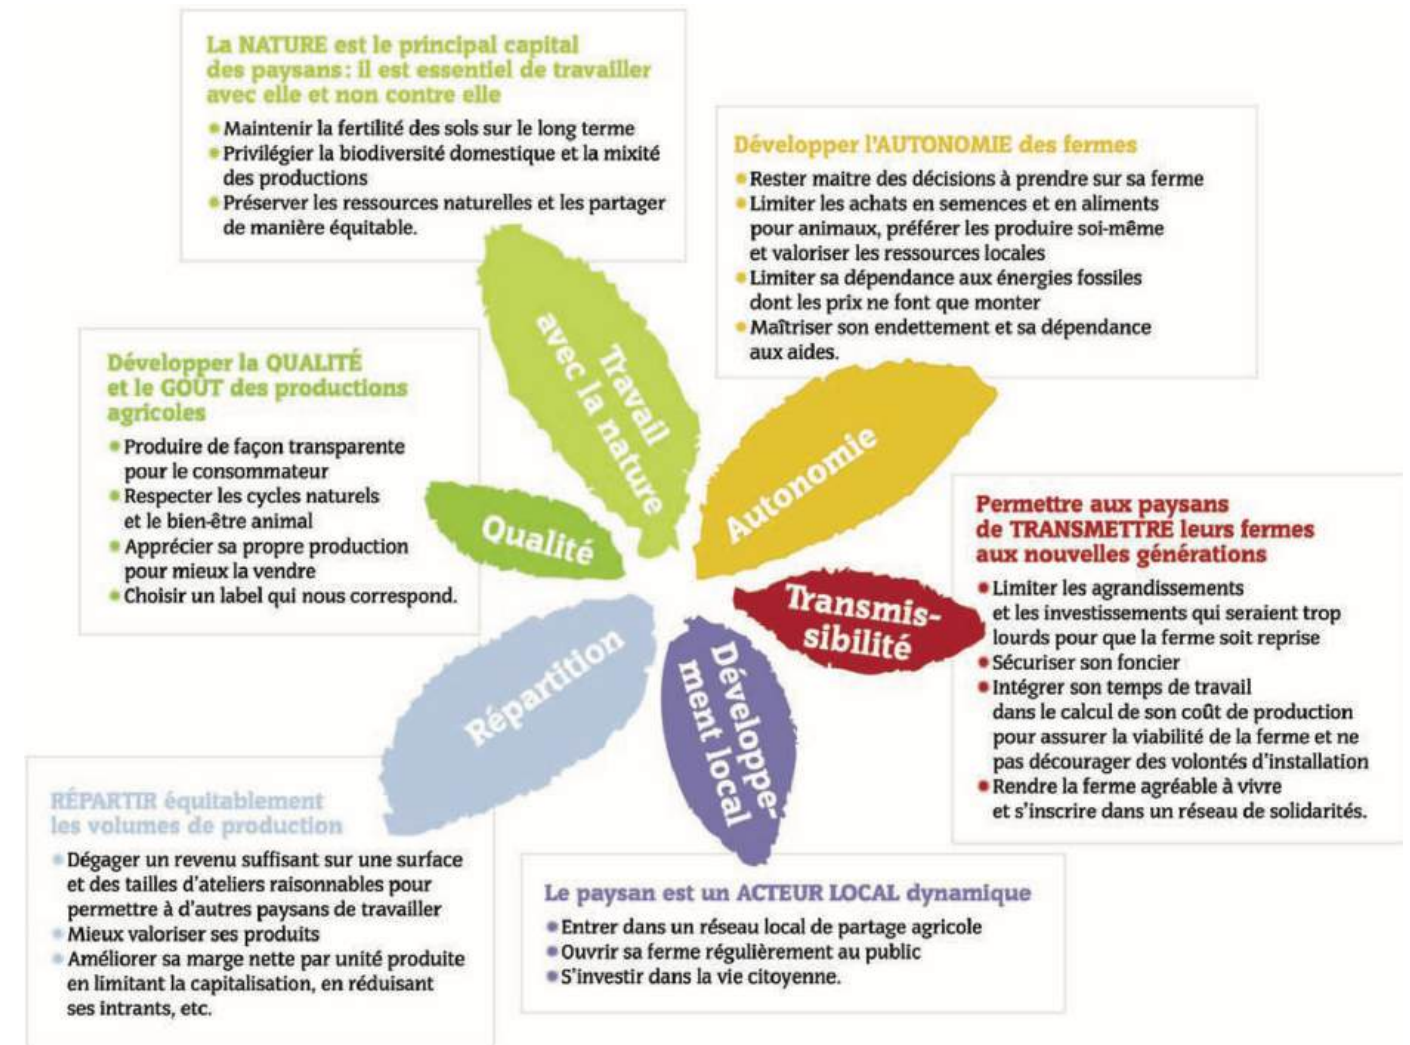 La NATURE est le principal capital
des paysans : il est essentiel de travailler
avec elle et non contre elle
Maintenir la fertilité des sols sur le long terme
Privilégier la biodiversité domestique et la mixité
des productions
Préserver les ressources naturelles et les partager
de manière équitable.
Développer l'AUTONOMIE des fermes
Rester maitre des décisions à prendre sur sa ferme
Limiter les achats en semences et en aliments
pour animaux, préférer les produire soi-même
et valoriser les ressources locales
Limiter sa dépendance aux énergies fossiles
dont les prix ne font que monter
Maîtriser son endettement et sa dépendance
aux aides.
Développer la QUALITÉ
et le GOÛT des productions
agricoles
Produire de façon transparente
pour le consommateur
Respecter les cycles naturels
et le bien-être animal
Apprécier sa propre production
pour mieux la vendre
Choisir un label qui nous correspond.
Travail
avec la nature
Autonomie
Qualité
Transmis-
sibilité
Répartition
Développe-
ment local
Permettre aux paysans
de TRANSMETTRE leurs fermes
aux nouvelles générations
Limiter les agrandissements
et les investissements qui seraient trop
lourds pour que la ferme soit reprise
Sécuriser son foncier
Intégrer son temps de travail
dans le calcul de son coût de production
pour assurer la viabilité de la ferme et ne
pas décourager des volontés d'installation
Rendre la ferme agréable à vivre
et s'inscrire dans un réseau de solidarités.
RÉPARTIR équitablement
les volumes de production
Dégager un revenu suffisant sur une surface
et des tailles d'ateliers raisonnables pour
permettre à d'autres paysans de travailler
Mieux valoriser ses produits
Améliorer sa marge nette par unité produite
en limitant la capitalisation, en réduisant
ses intrants, etc.
Le paysan est un ACTEUR LOCAL dynamique
Entrer dans un réseau local de partage agricole
Ouvrir sa ferme régulièrement au public
S'investir dans la vie citoyenne.